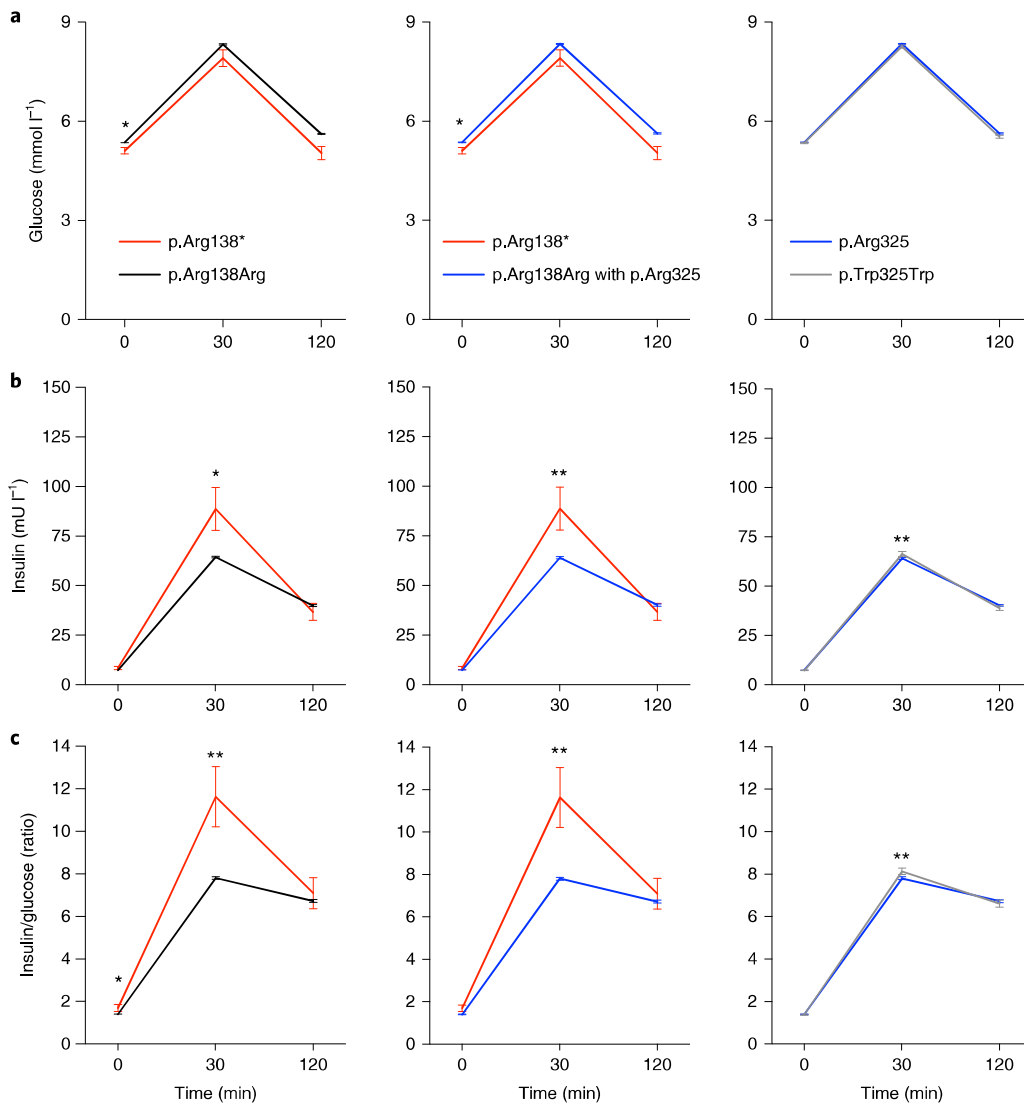 a
Glucose (mmol l⁻¹)
9
6
3
0
*
p.Arg138*
p.Arg138Arg
0 30 120
9
6
3
0
*
p.Arg138*
p.Arg138Arg with p.Arg325
0 30 120
9
6
3
0
p.Arg325
p.Trp325Trp
0 30 120
b
Insulin (mU l⁻¹)
150
125
100
75
50
25
0
*
0 30 120
150
125
100
75
50
25
0
**
0 30 120
150
125
100
75
50
25
0
**
0 30 120
c
Insulin/glucose (ratio)
14
12
10
8
6
4
2
0
**
*
0 30 120
Time (min)
14
12
10
8
6
4
2
0
**
0 30 120
Time (min)
14
12
10
8
6
4
2
0
**
0 30 120
Time (min)